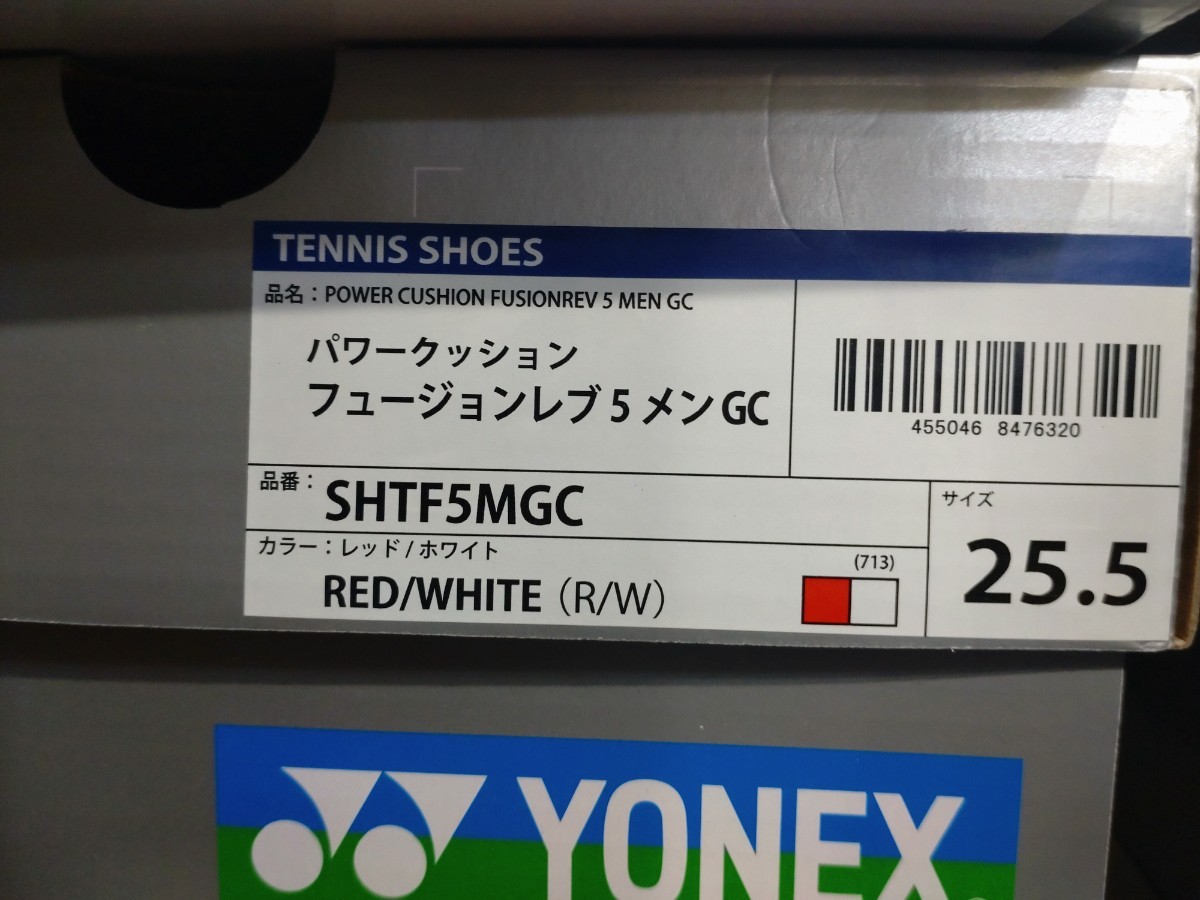 TENNIS SHOES
品名：POWER CUSHION FUSIONREV 5 MEN GC
パワークッション
フュージョンレブ 5 メン GC
455046 8476320
品番：
SHTF5MGC
カラー：レッド / ホワイト
(713)
RED/WHITE（R/W）
サイズ
25.5
YONEX